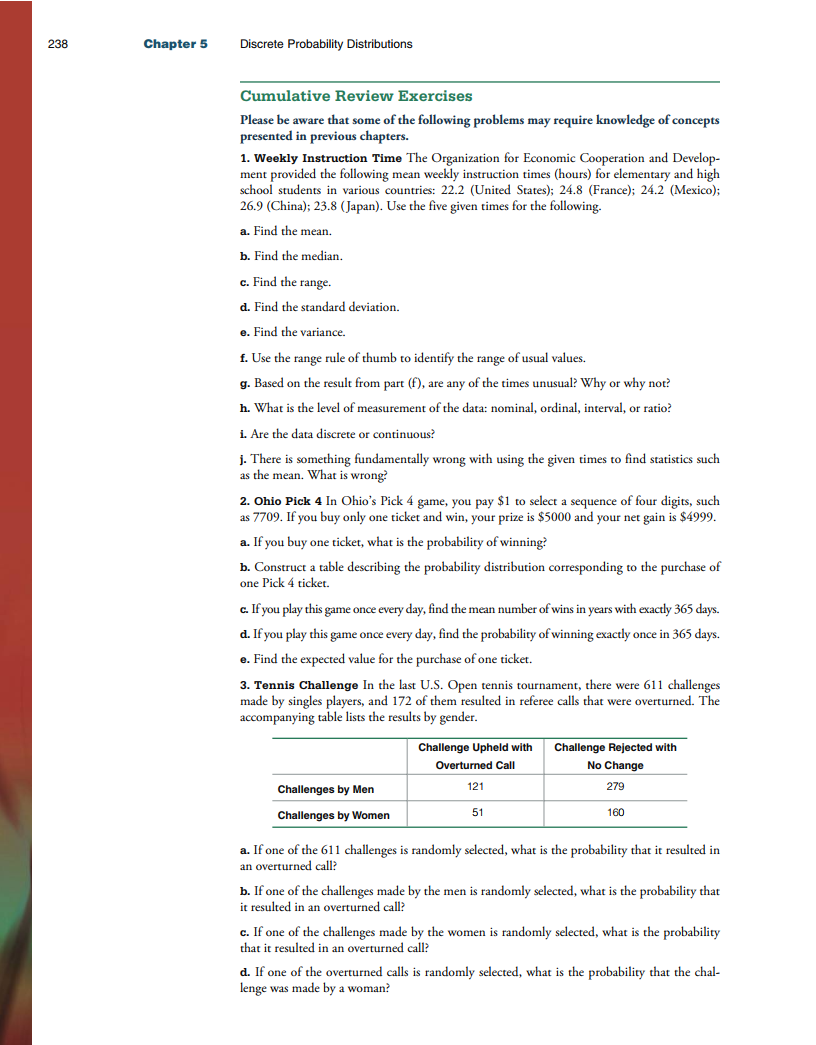 238 Chapter 5 Discrete Probability Distributions
Cumulative Review Exercises
Please be aware that some of the following problems may require knowledge of concepts
presented in previous chapters.
1. Weekly Instruction Time The Organization for Economic Cooperation and Develop-
ment provided the following mean weekly instruction times (hours) for elementary and high
school students in various countries: 22.2 (United States); 24.8 (France); 24.2 (Mexico);
26.9 (China); 23.8 (Japan). Use the five given times for the following.
a. Find the mean.
b. Find the median.
c. Find the range.
d. Find the standard deviation.
e. Find the variance.
f. Use the range rule of thumb to identify the range of usual values.
g. Based on the result from part (f), are any of the times unusual? Why or why not?
h. What is the level of measurement of the data: nominal, ordinal, interval, or ratio?
i. Are the data discrete or continuous?
j. There is something fundamentally wrong with using the given times to find statistics such
as the mean. What is wrong?
2. Ohio Pick 4 In Ohio's Pick 4 game, you pay $1 to select a sequence of four digits, such
as 7709. If you buy only one ticket and win, your prize is $5000 and your net gain is $4999.
a. If you buy one ticket, what is the probability of winning?
b. Construct a table describing the probability distribution corresponding to the purchase of
one Pick 4 ticket.
c. If you play this game once every day, find the mean number of wins in years with exactly 365 days.
d. If you play this game once every day, find the probability of winning exactly once in 365 days.
e. Find the expected value for the purchase of one ticket.
3. Tennis Challenge In the last U.S. Open tennis tournament, there were 611 challenges
made by singles players, and 172 of them resulted in referee calls that were overturned. The
accompanying table lists the results by gender.
Challenge Upheld with Challenge Rejected with
Overturned Call No Change
Challenges by Men 121 279
Challenges by Women 51 160
a. If one of the 611 challenges is randomly selected, what is the probability that it resulted in
an overturned call?
b. If one of the challenges made by the men is randomly selected, what is the probability that
it resulted in an overturned call?
c. If one of the challenges made by the women is randomly selected, what is the probability
that it resulted in an overturned call?
d. If one of the overturned calls is randomly selected, what is the probability that the chal-
lenge was made by a woman?